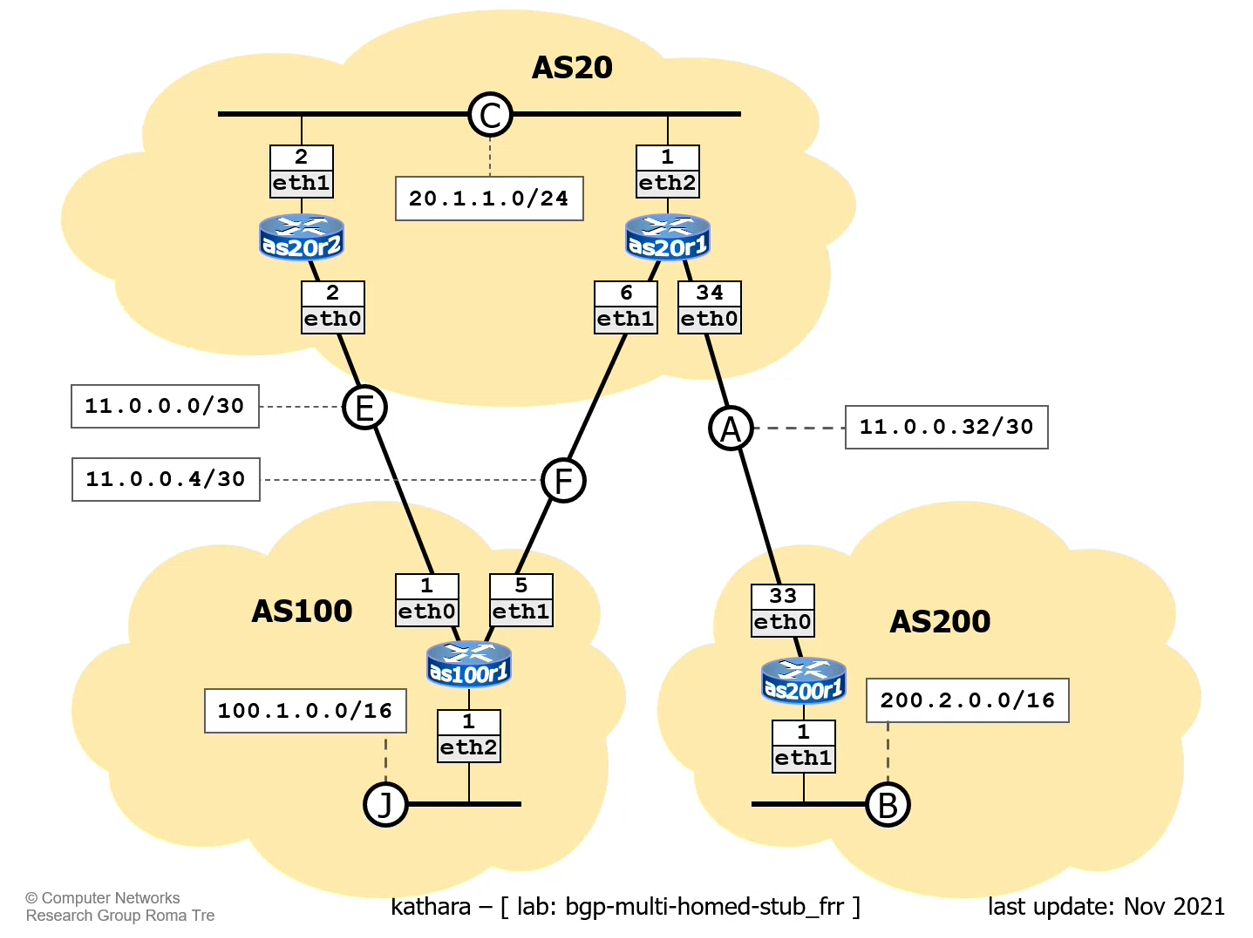 AS20
C
2
eth1
1
eth2
20.1.1.0/24
as20r2
as20r1
2
eth0
6
eth1
34
eth0
11.0.0.0/30
E
A
11.0.0.32/30
11.0.0.4/30
F
AS100
1
eth0
5
eth1
33
eth0
AS200
as100r1
as200r1
100.1.0.0/16
1
eth2
200.2.0.0/16
1
eth1
J
B
© Computer Networks
Research Group Roma Tre
kathara – [ lab: bgp-multi-homed-stub_frr ]
last update: Nov 2021